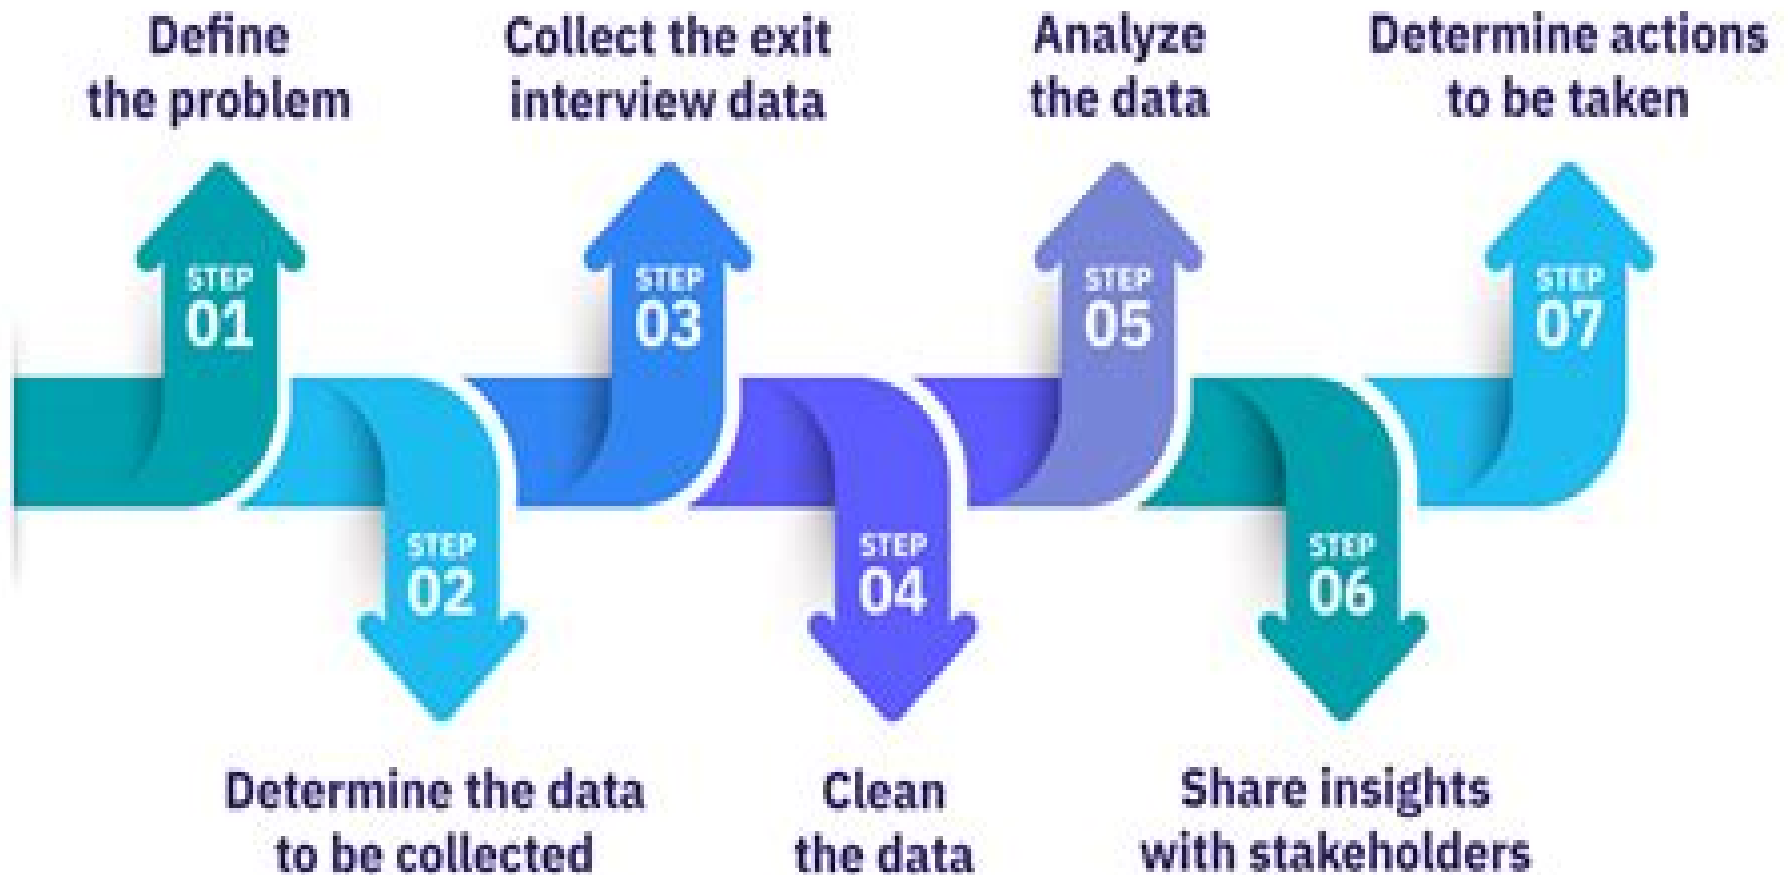 Define
the problem
STEP
01
Determine the data
to be collected
STEP
02
Collect the exit
interview data
STEP
03
Clean
the data
STEP
04
Analyze
the data
STEP
05
Share insights
with stakeholders
STEP
06
Determine actions
to be taken
STEP
07